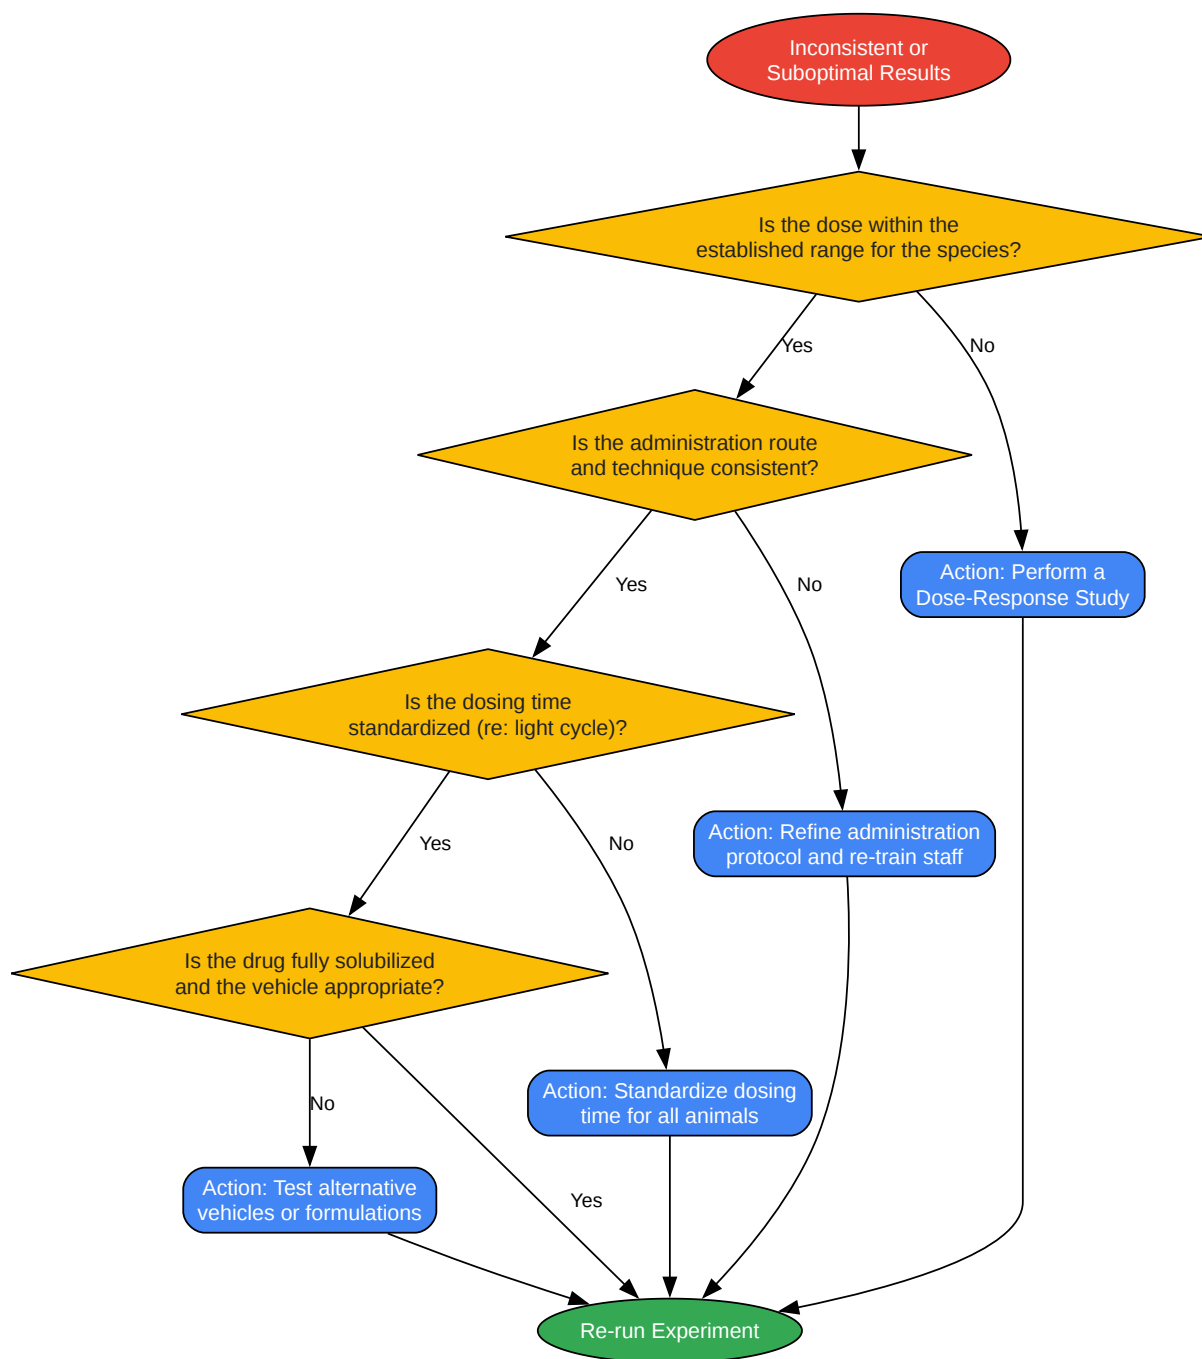 Inconsistent or
Suboptimal Results
Is the dose within the
established range for the species?
Yes
No
Is the administration route
and technique consistent?
Yes
No
Action: Perform a
Dose-Response Study
Is the dosing time
standardized (re: light cycle)?
Yes
No
Action: Refine administration
protocol and re-train staff
Is the drug fully solubilized
and the vehicle appropriate?
No
Yes
Action: Standardize dosing
time for all animals
Action: Test alternative
vehicles or formulations
Re-run Experiment